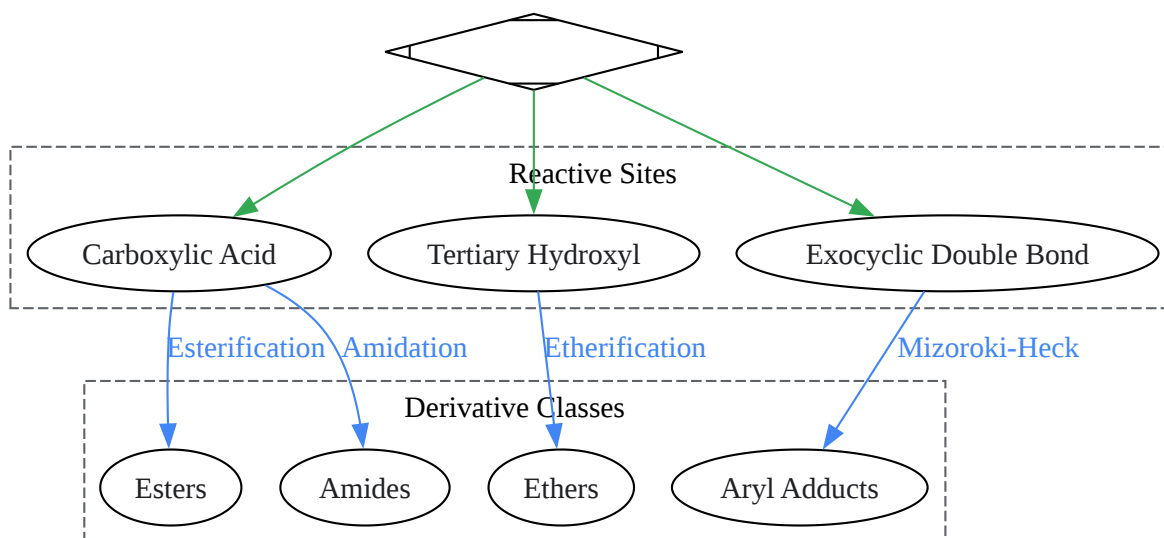 Reactive Sites
Carboxylic Acid
Tertiary Hydroxyl
Exocyclic Double Bond
Esterification
Amidation
Etherification
Mizoroki-Heck
Derivative Classes
Esters
Amides
Ethers
Aryl Adducts